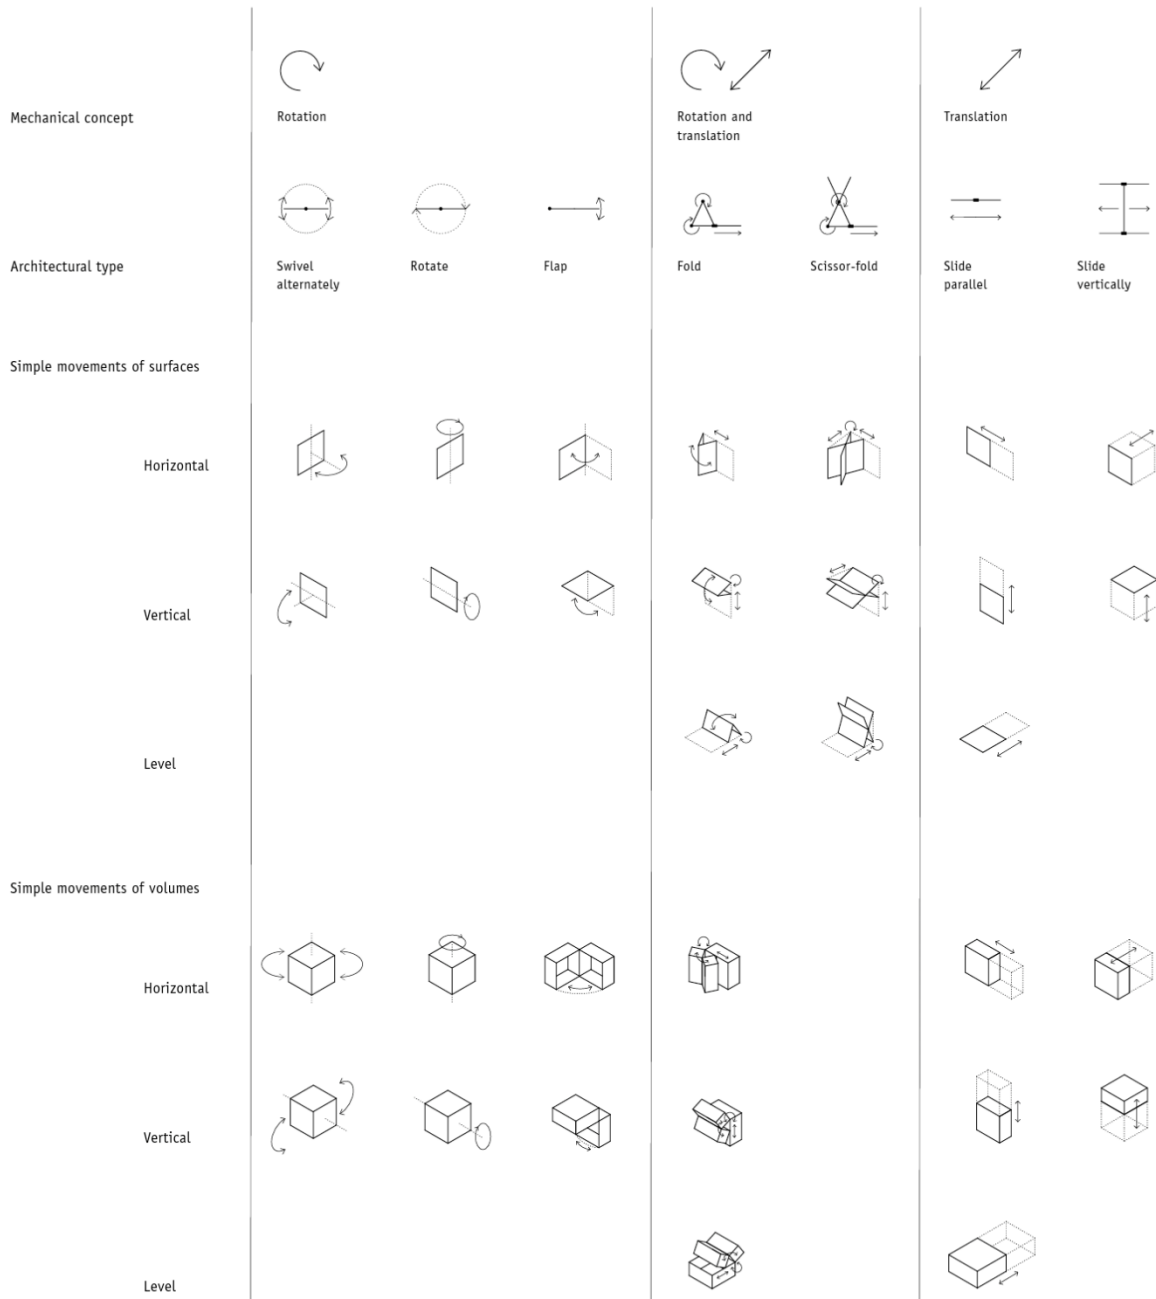 Mechanical concept
Rotation
Rotation and
translation
Translation
Architectural type
Swivel
alternately
Rotate
Flap
Fold
Scissor-fold
Slide
parallel
Slide
vertically
Simple movements of surfaces
Horizontal
Vertical
Level
Simple movements of volumes
Horizontal
Vertical
Level